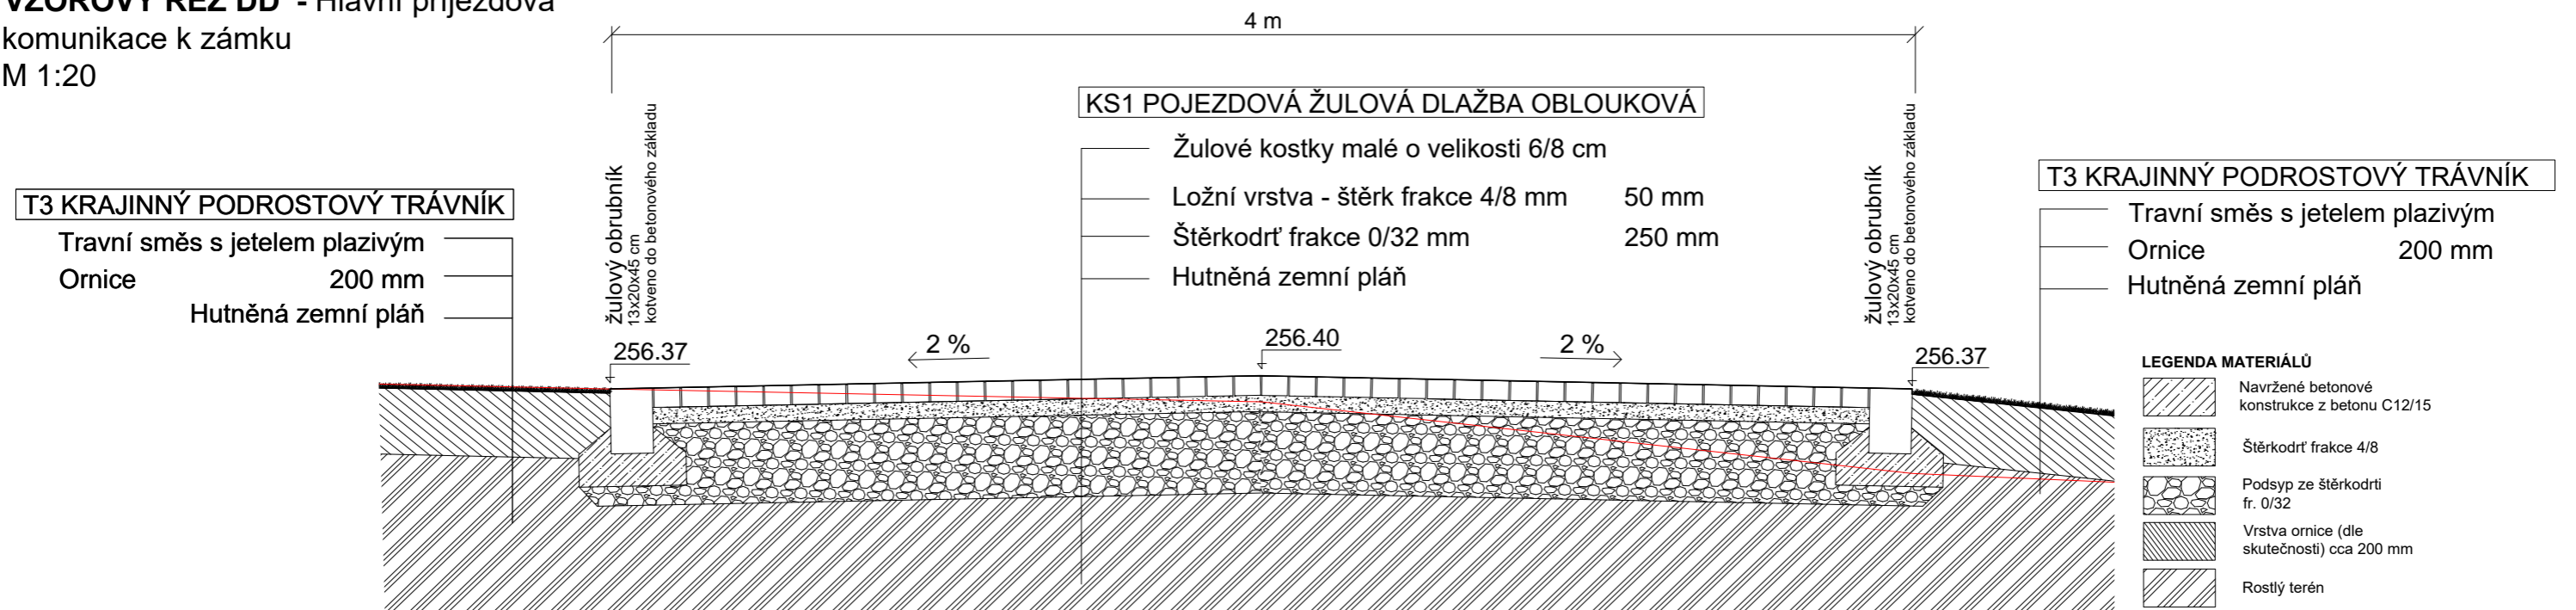 VZOROVÝ ŘEZ DD' - Hlavní příjezdová
komunikace k zámku
M 1:20
4 m
KS1 POJEZDOVÁ ŽULOVÁ DLAŽBA OBLOUKOVÁ
Žulové kostky malé o velikosti 6/8 cm
Ložní vrstva - štěrk frakce 4/8 mm 50 mm
Štěrkodrť frakce 0/32 mm 250 mm
Hutněná zemní pláň
T3 KRAJINNÝ PODROSTOVÝ TRÁVNÍK
Travní směs s jetelem plazivým
Ornice 200 mm
Hutněná zemní pláň
žulový obrubník
13x20x45 cm
kotveno do betonového základu
žulový obrubník
13x20x45 cm
kotveno do betonového základu
T3 KRAJINNÝ PODROSTOVÝ TRÁVNÍK
Travní směs s jetelem plazivým
Ornice 200 mm
Hutněná zemní pláň
256.37
2 %
256.40
2 %
256.37
LEGENDA MATERIÁLŮ
Navržené betonové
konstrukce z betonu C12/15
Štěrkodrť frakce 4/8
Podsyp ze štěrkodrti
fr. 0/32
Vrstva ornice (dle
skutečnosti) cca 200 mm
Rostlý terén